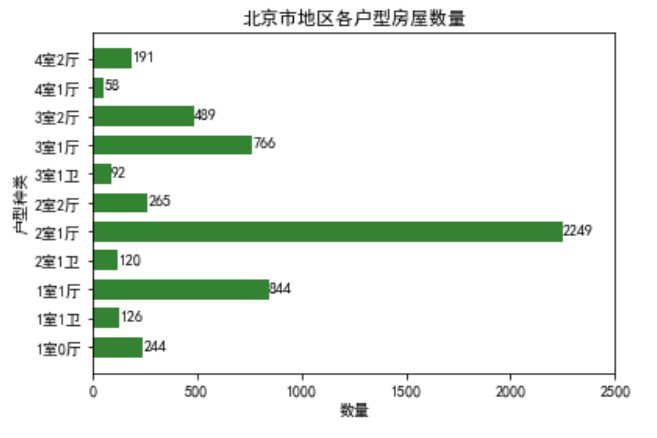 北京市地区各户型房屋数量
4室2厅 191
4室1厅 58
3室2厅 489
3室1厅 766
3室1卫 92
2室2厅 265
2室1厅 2249
2室1卫 120
1室1厅 844
1室1卫 126
1室0厅 244
户型种类
0 500 1000 1500 2000 2500
数量